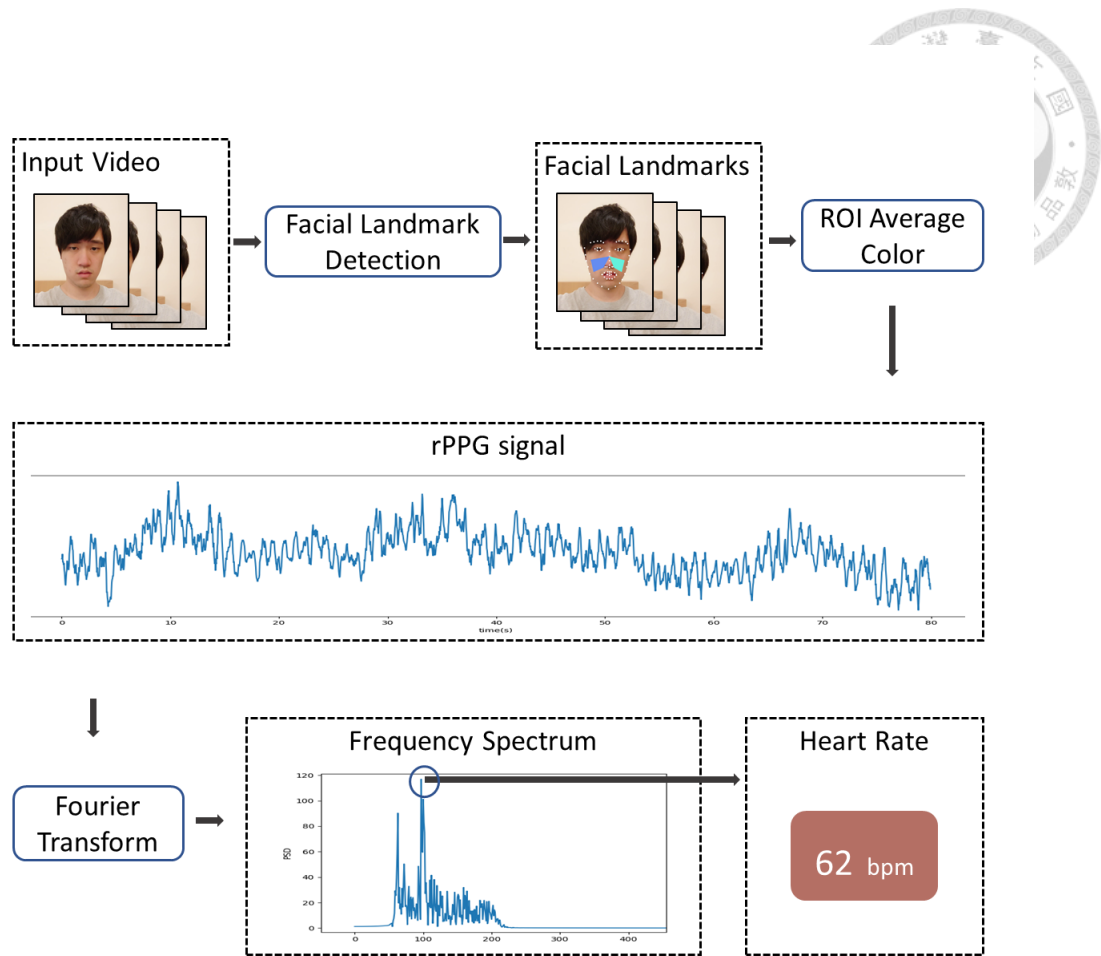 Input Video
Facial Landmark
Detection
Facial Landmarks
ROI Average
Color
rPPG signal
0 10 20 30 40 50 60 70 80
time(s)
Fourier
Transform
Frequency Spectrum
120
100
80
60
40
20
0
PSD
0 100 200 300 400
Heart Rate
62 bpm